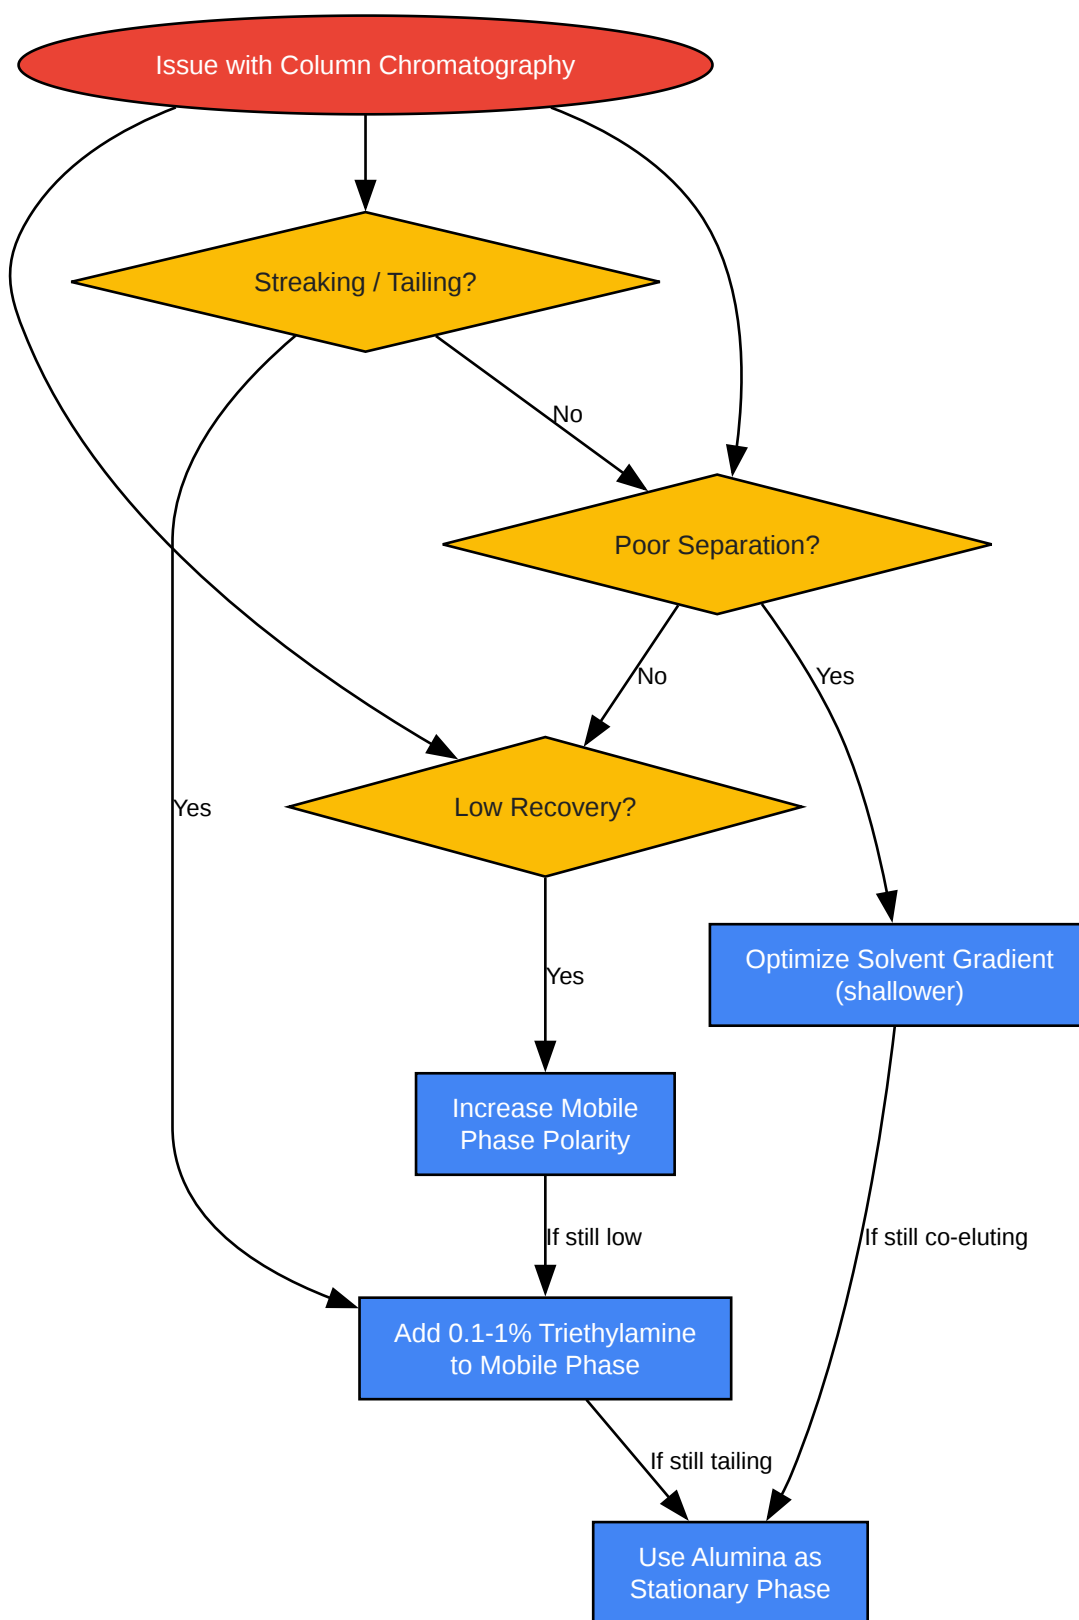 Issue with Column Chromatography
Streaking / Tailing?
No
Poor Separation?
No
Yes
Low Recovery?
Yes
Optimize Solvent Gradient
(shallower)
Yes
Increase Mobile
Phase Polarity
If still low
If still co-eluting
Add 0.1-1% Triethylamine
to Mobile Phase
If still tailing
Use Alumina as
Stationary Phase